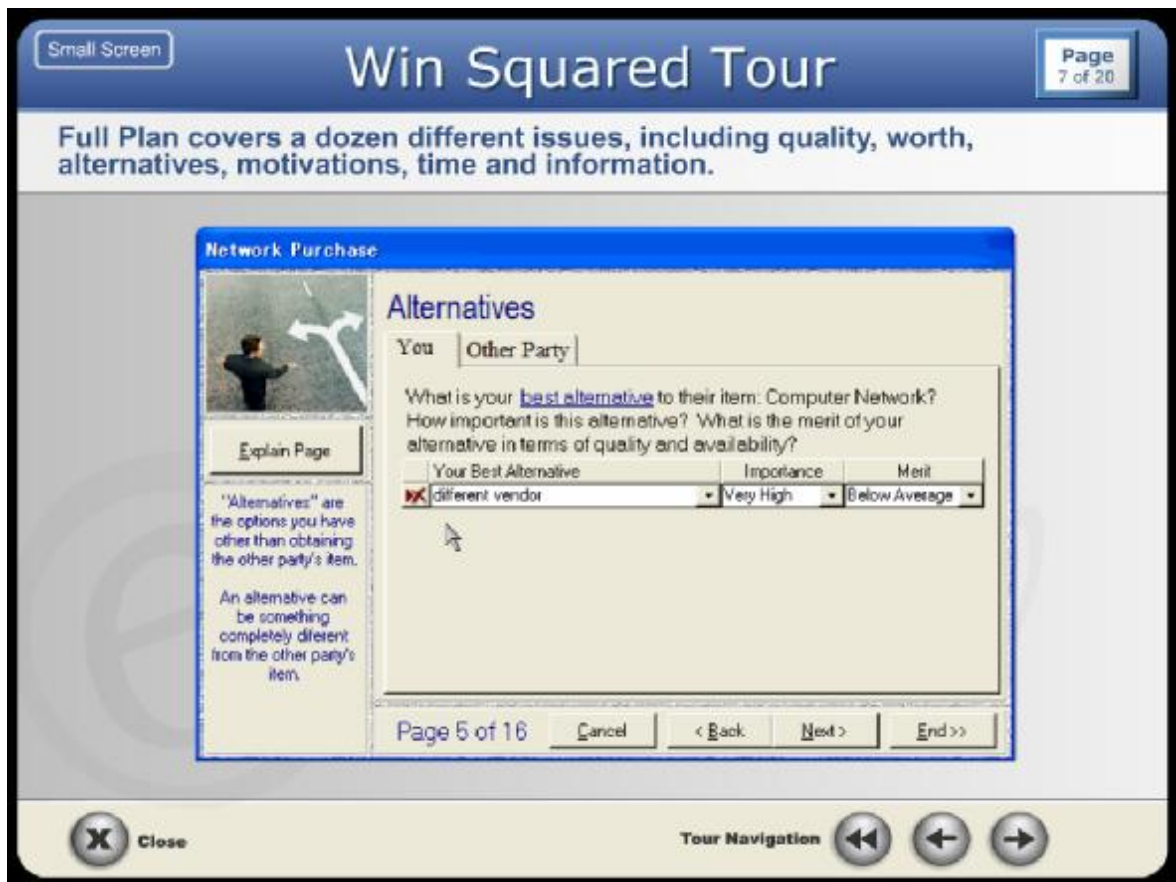 Small Screen
Win Squared Tour
Page
7 of 20
Full Plan covers a dozen different issues, including quality, worth,
alternatives, motivations, time and information.
Network Purchase
Alternatives
You Other Party
What is your best alternative to their item: Computer Network?
How important is this alternative? What is the merit of your
alternative in terms of quality and availability?
Your Best Alternative Importance Merit
different vendor Very High Below Average
Explain Page
"Alternatives" are
the options you have
other than obtaining
the other party's item.
An alternative can
be something
completely diferent
from the other party's
item.
Page 5 of 16 Cancel < Back Next > End >>
Close
Tour Navigation